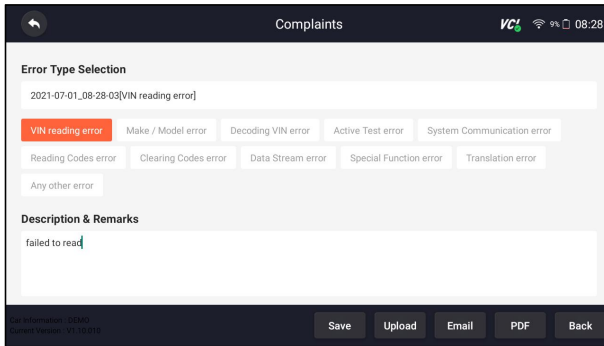 Complaints VCI 9% 08:28
Error Type Selection
2021-07-01_08-28-03[VIN reading error]
VIN reading error Make / Model error Decoding VIN error Active Test error System Communication error
Reading Codes error Clearing Codes error Data Stream error Special Function error Translation error
Any other error
Description & Remarks
failed to read
Car Information : DEMO
Current Version : V1.10.010
Save Upload Email PDF Back